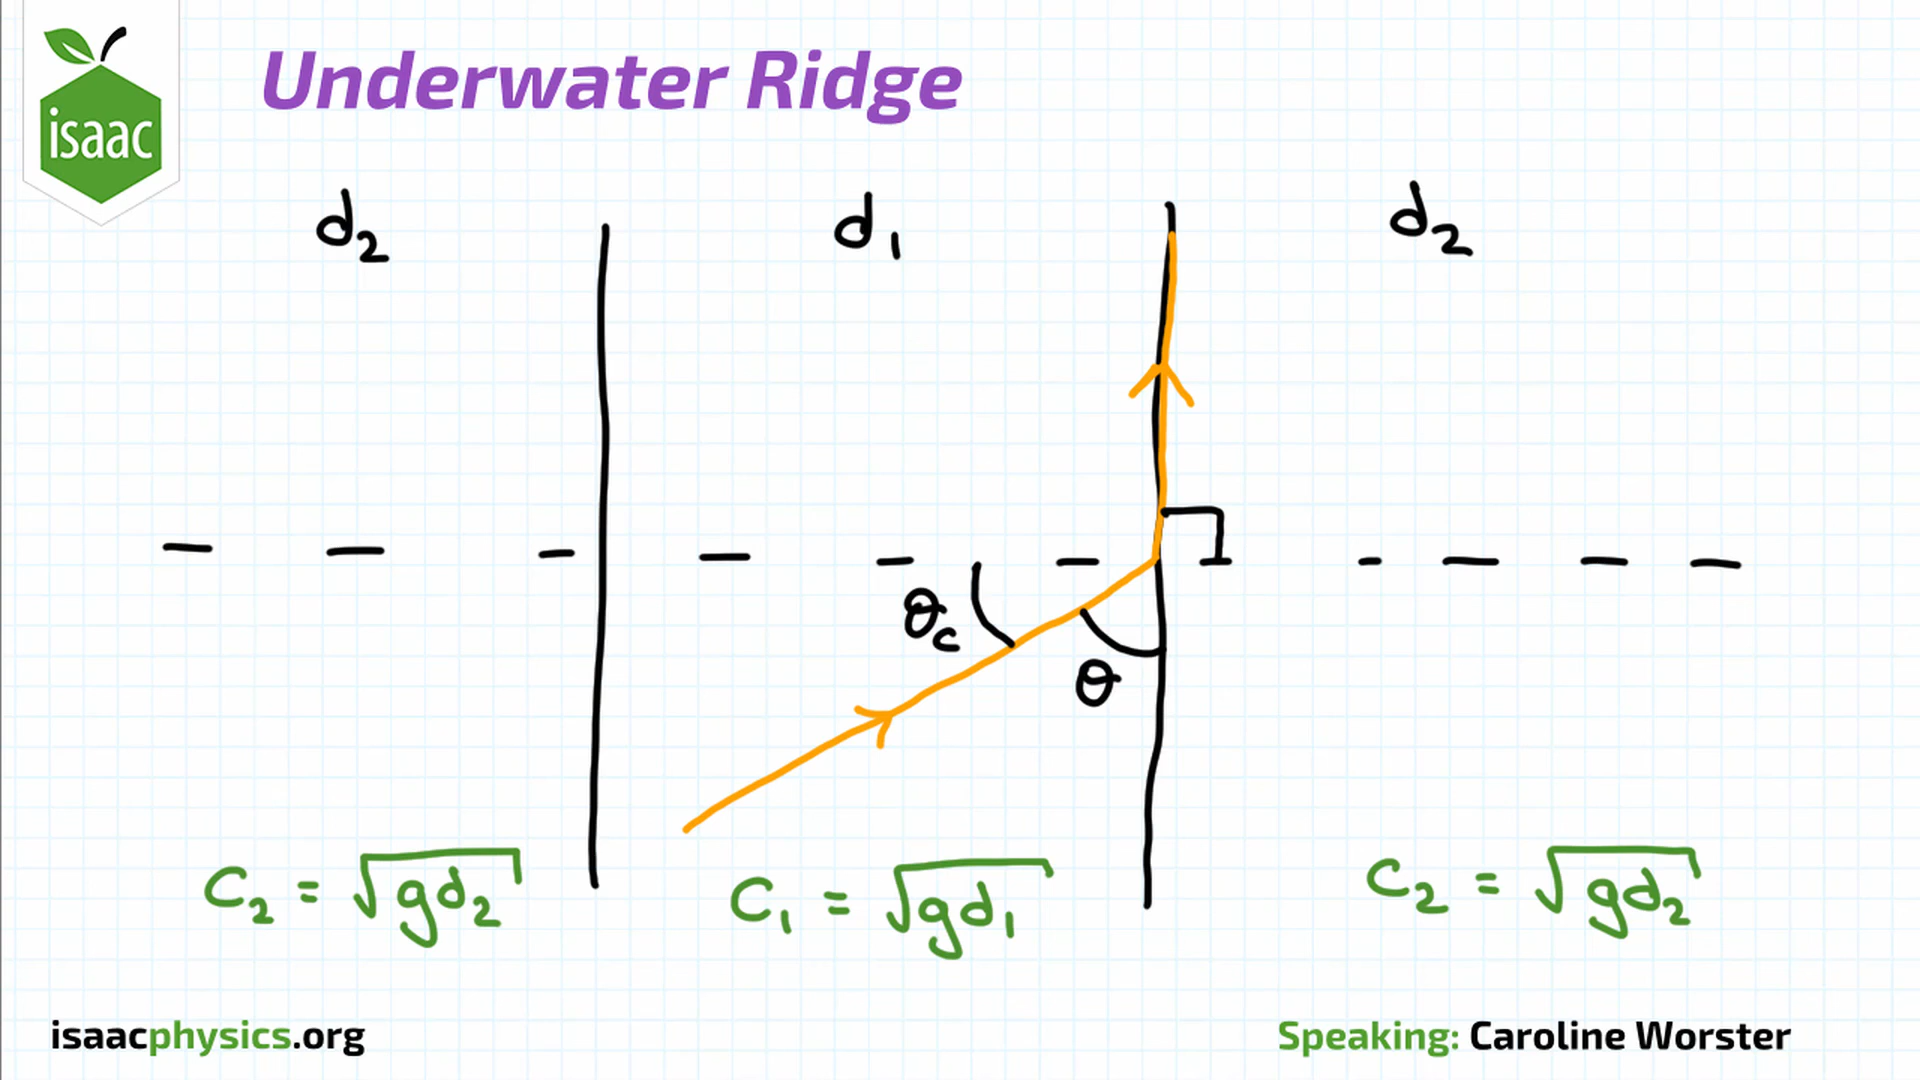 isaac
Underwater Ridge
d₂ d₁ d₂
θc
θ
C₂ = √gd₂ C₁ = √gd₁ C₂ = √gd₂
isaacphysics.org Speaking: Caroline Worster